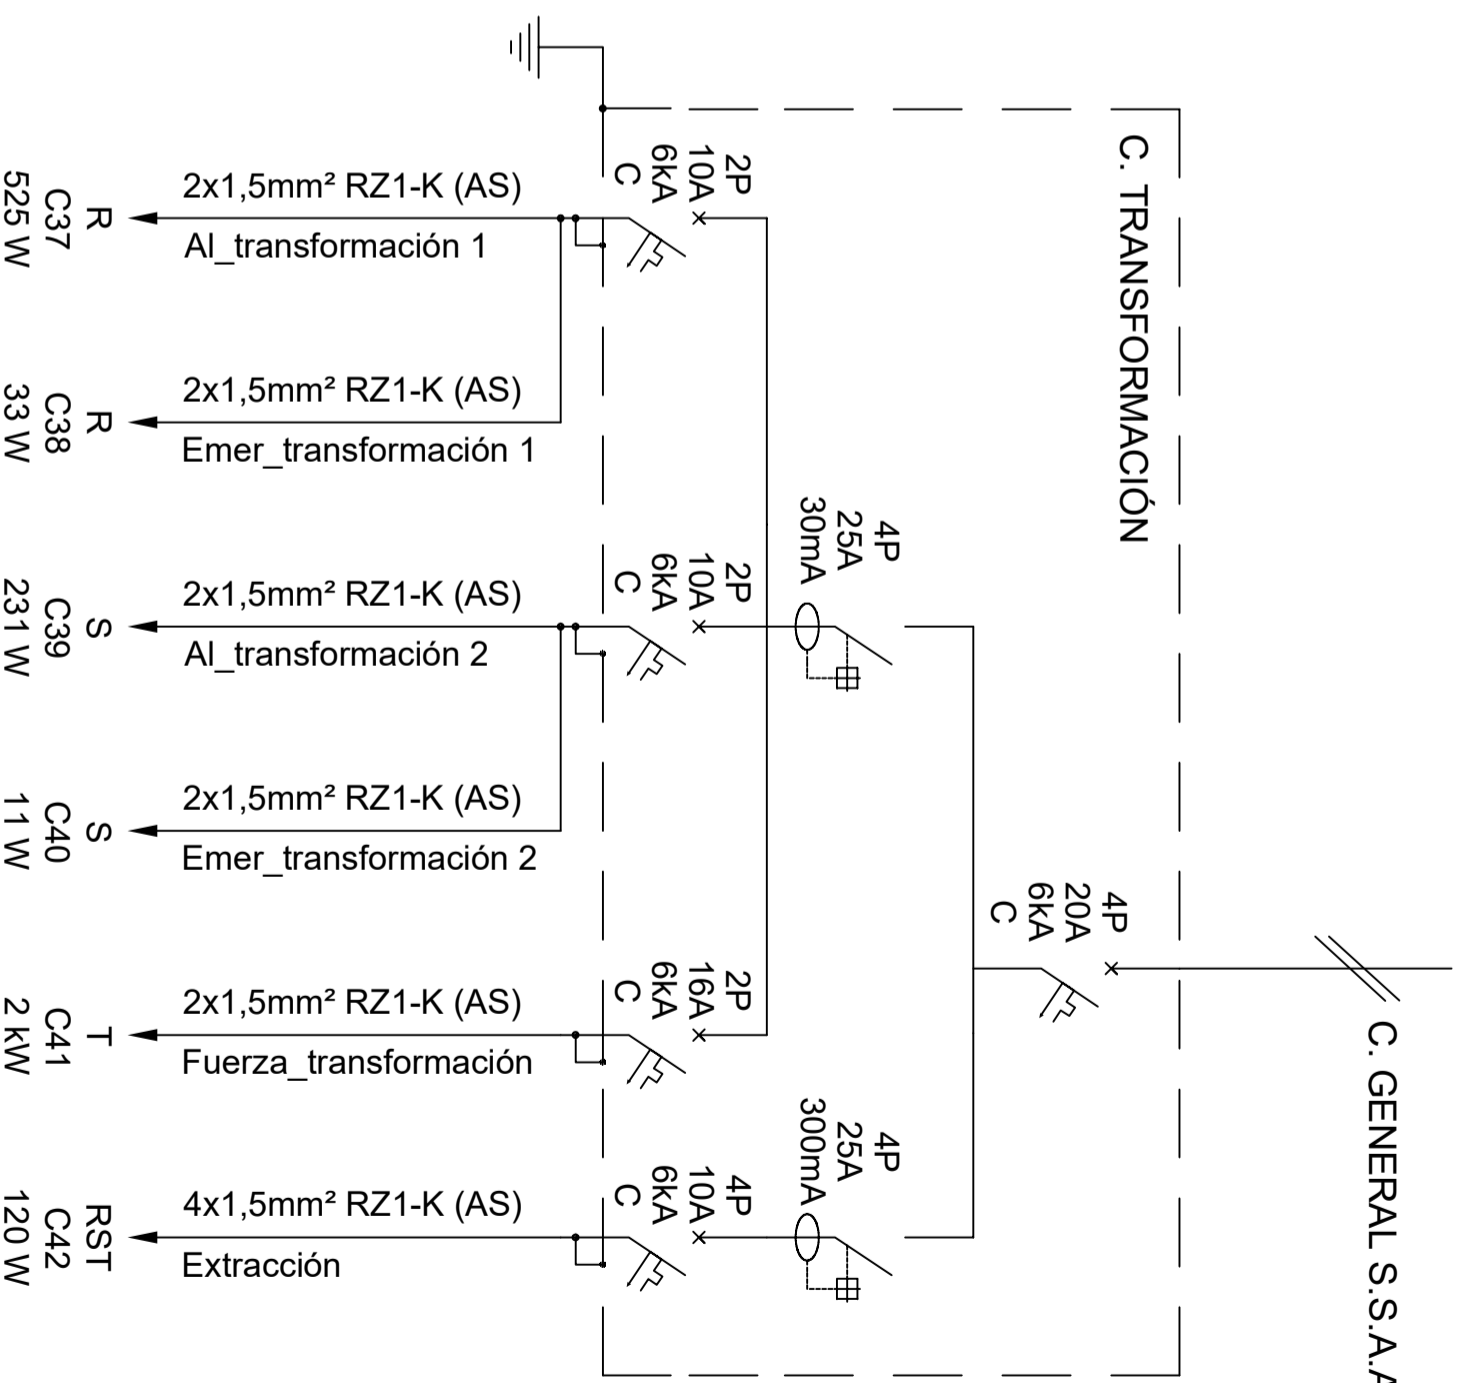 C. GENERAL S.S.A.A
C. TRANSFORMACIÓN
4P
20A
6kA
C
4P
25A
30mA
4P
25A
300mA
2P
10A
6kA
C
2P
10A
6kA
C
2P
16A
6kA
C
4P
10A
6kA
C
2x1,5mm² RZ1-K (AS)
Al_transformación 1
R
C37
525 W
2x1,5mm² RZ1-K (AS)
Emer_transformación 1
R
C38
33 W
2x1,5mm² RZ1-K (AS)
Al_transformación 2
S
C39
231 W
2x1,5mm² RZ1-K (AS)
Emer_transformación 2
S
C40
11 W
2x1,5mm² RZ1-K (AS)
Fuerza_transformación
T
C41
2 kW
4x1,5mm² RZ1-K (AS)
Extracción
RST
C42
120 W